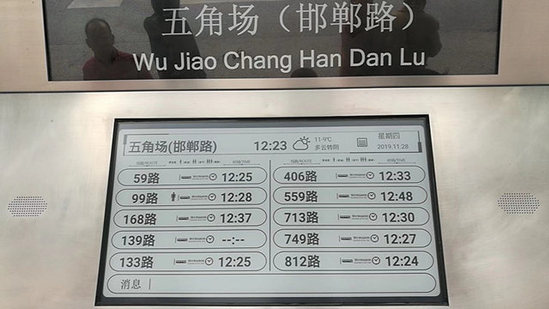 五角场（邯郸路）
Wu Jiao Chang Han Dan Lu
五角场(邯郸路) 12:23 11-9℃ 多云转阴 星期四 2019.11.28
59路 12:25
99路 12:28
168路 12:37
139路 --:--
133路 12:25
406路 12:33
559路 12:48
713路 12:30
749路 12:27
812路 12:24
消息